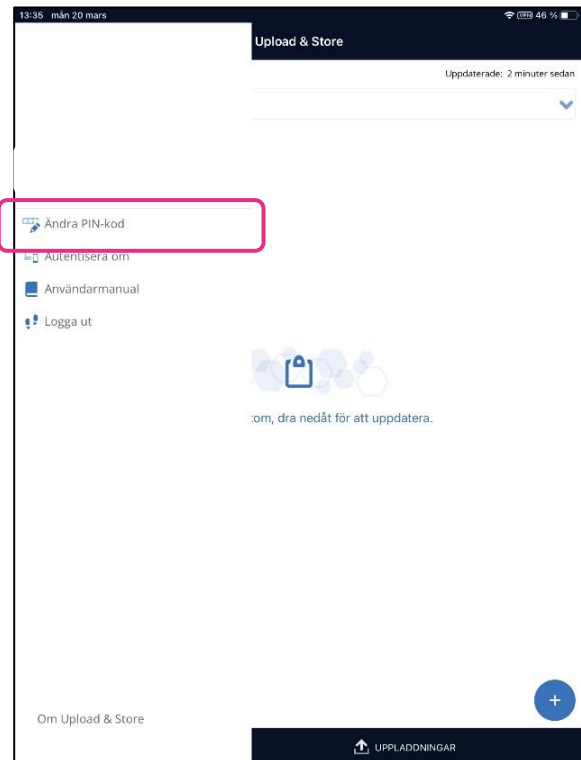 13:35 mån 20 mars
VPN 46 %
Upload & Store
Uppdaterade: 2 minuter sedan
Ändra PIN-kod
Autentisera om
Användarmanual
Logga ut
dra nedåt för att uppdatera.
Om Upload & Store
+
UPPLADDNINGAR